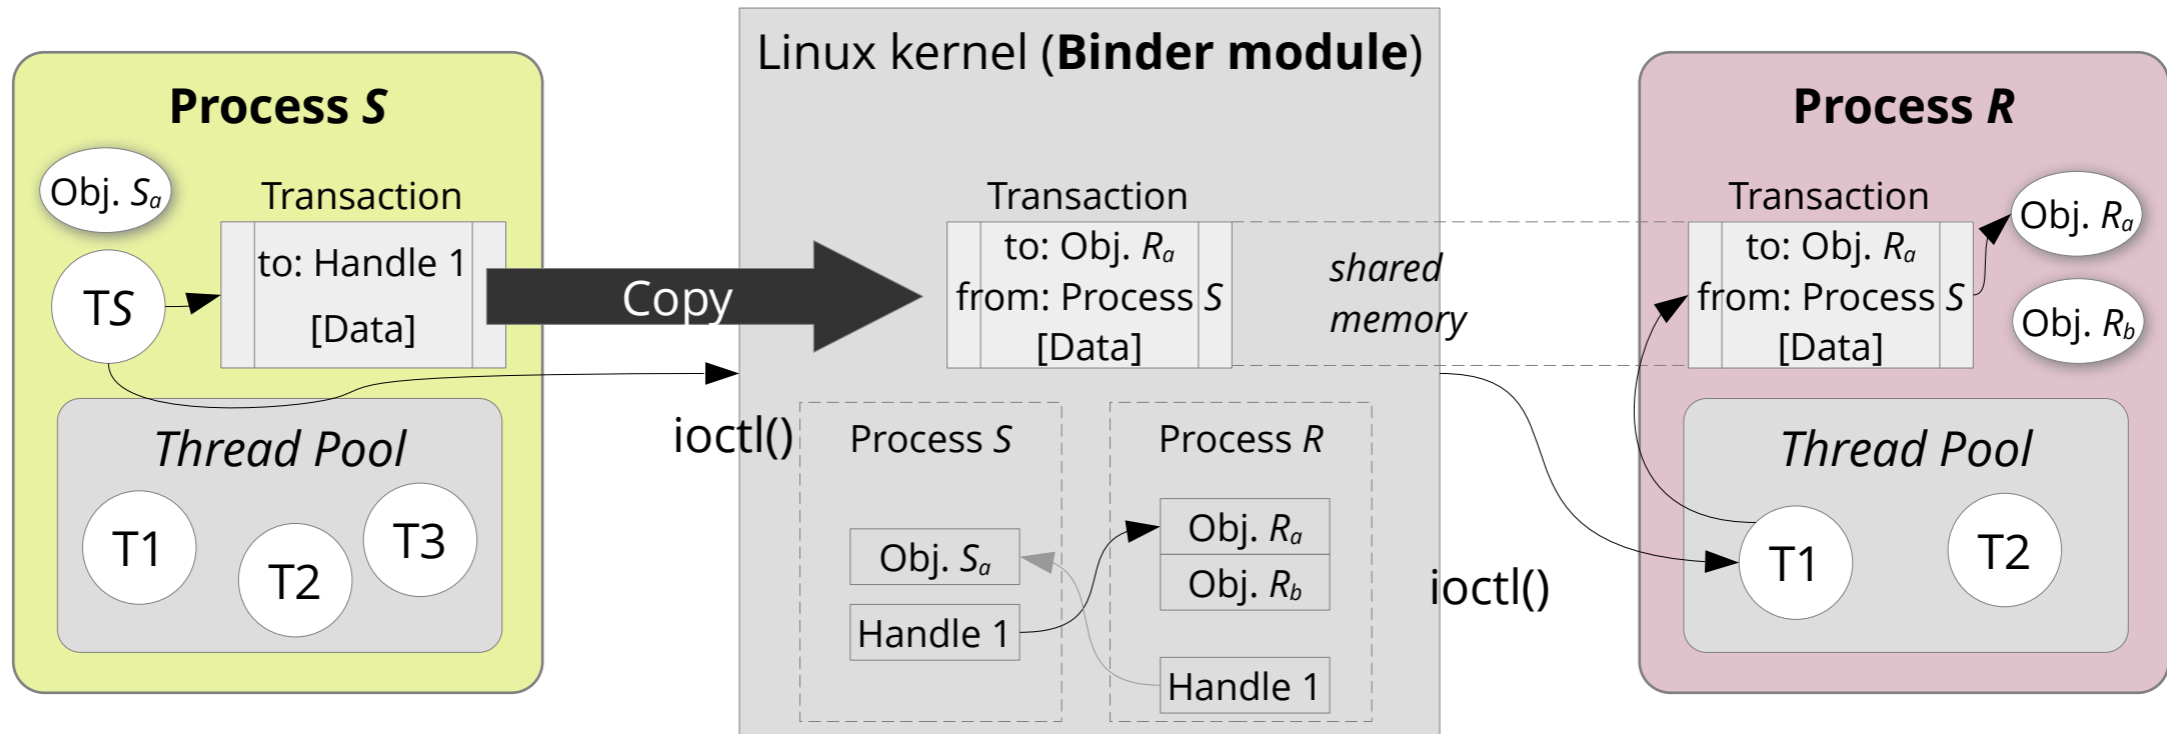 Process S
Obj. Sa
Transaction
to: Handle 1
[Data]
TS
Thread Pool
T1
T2
T3
Copy
ioctl()
Linux kernel (Binder module)
Transaction
to: Obj. Ra
from: Process S
[Data]
shared
memory
Process S
Obj. Sa
Handle 1
Process R
Obj. Ra
Obj. Rb
Handle 1
ioctl()
Process R
Transaction
to: Obj. Ra
from: Process S
[Data]
Obj. Ra
Obj. Rb
Thread Pool
T1
T2